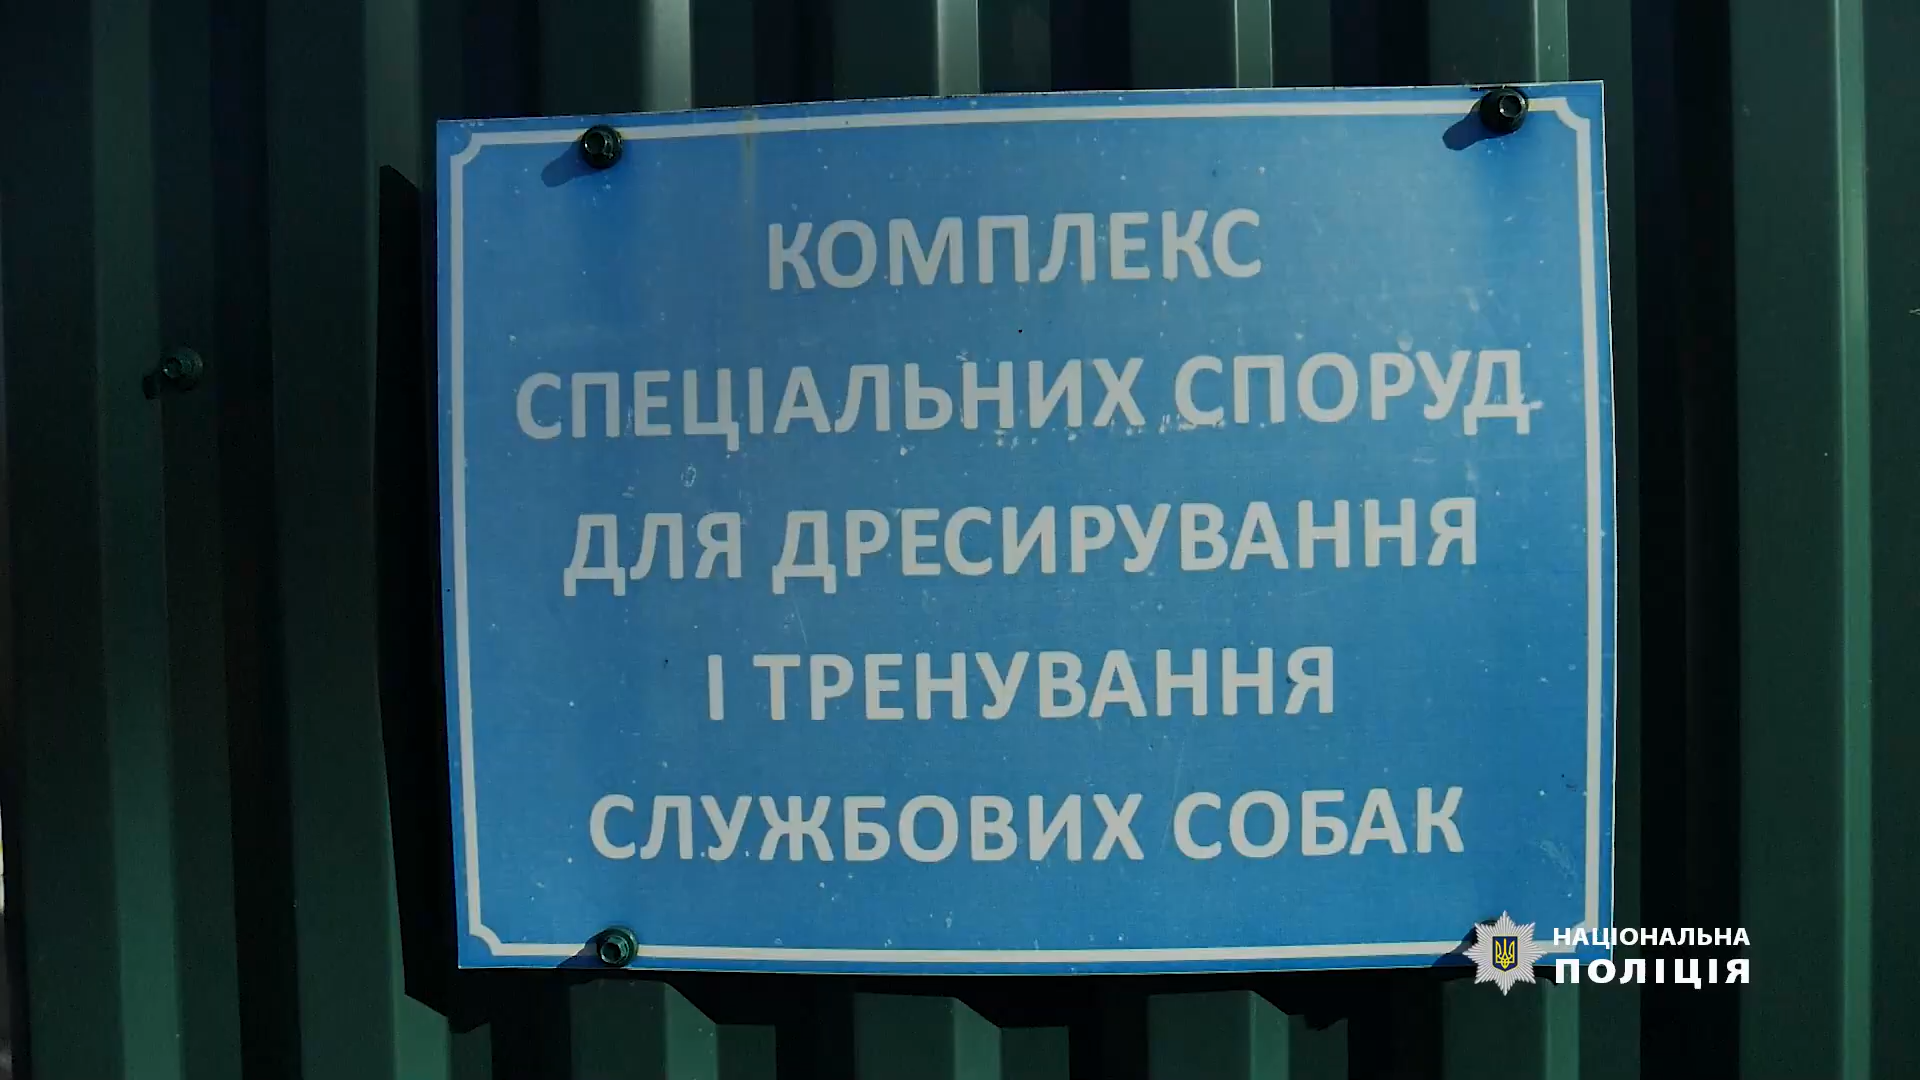 КОМПЛЕКС
СПЕЦІАЛЬНИХ СПОРУД
ДЛЯ ДРЕСИРУВАННЯ
І ТРЕНУВАННЯ
СЛУЖБОВИХ СОБАК
НАЦІОНАЛЬНА
ПОЛІЦІЯ